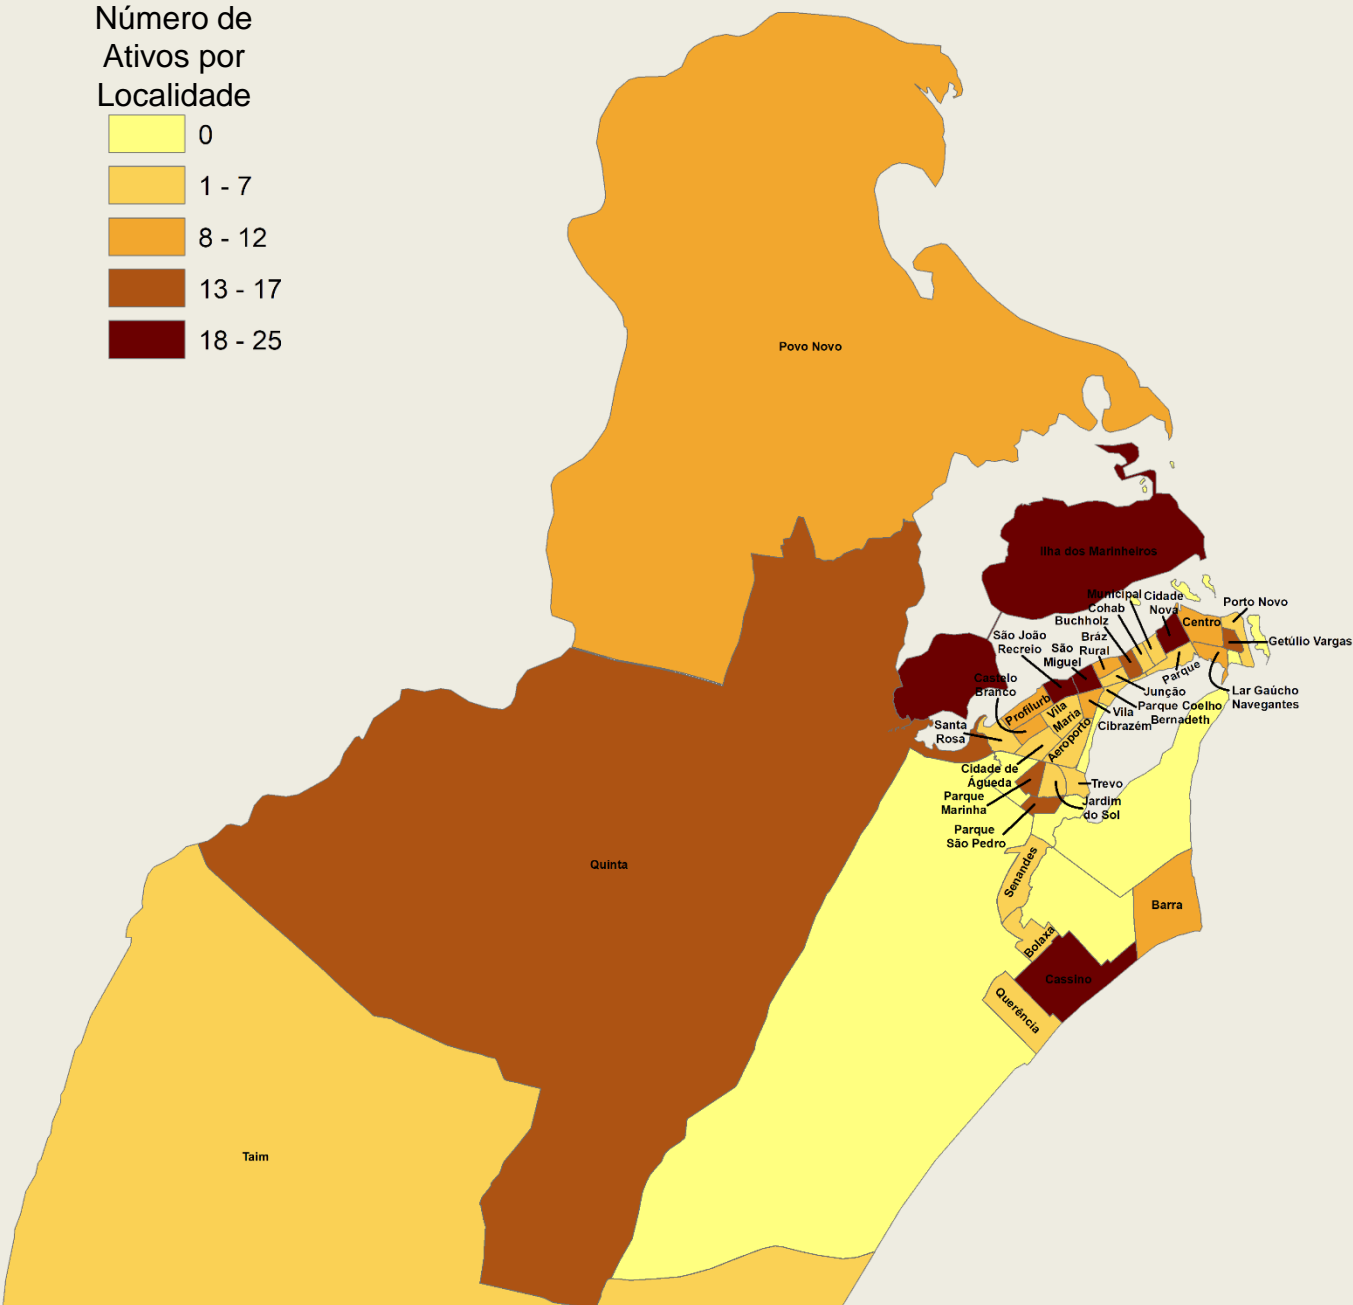 Número de
Ativos por
Localidade
0
1 - 7
8 - 12
13 - 17
18 - 25
Povo Novo
Ilha dos Marinheiros
Municipal
Cidade
Nova
Cohab
Buchholz
Porto Novo
Centro
Getúlio Vargas
São João
Recreio
Bráz
Rural
São
Miguel
Parque
Castelo
Branco
Junção
Lar Gaúcho
Navegantes
Parque Coelho
Bernadeth
Profilurb
Vila
Maria
Vila
Cibrazém
Santa
Rosa
Aeroporto
Cidade de
Águeda
Trevo
Parque
Marinha
Jardim
do Sol
Parque
São Pedro
Quinta
Senandes
Barra
Bolaxa
Cassino
Querência
Taim